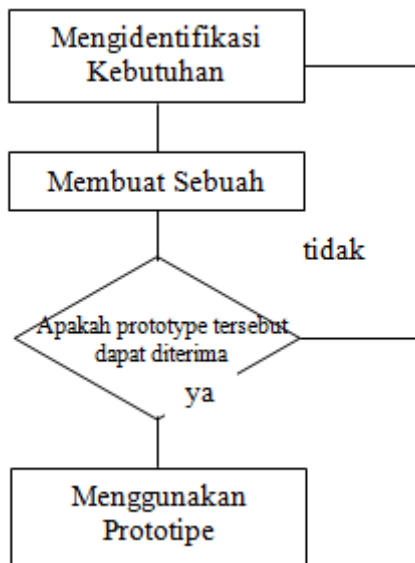 Mengidentifikasi
Kebutuhan
Membuat Sebuah
tidak
Apakah prototype tersebut
dapat diterima
ya
Menggunakan
Prototipe